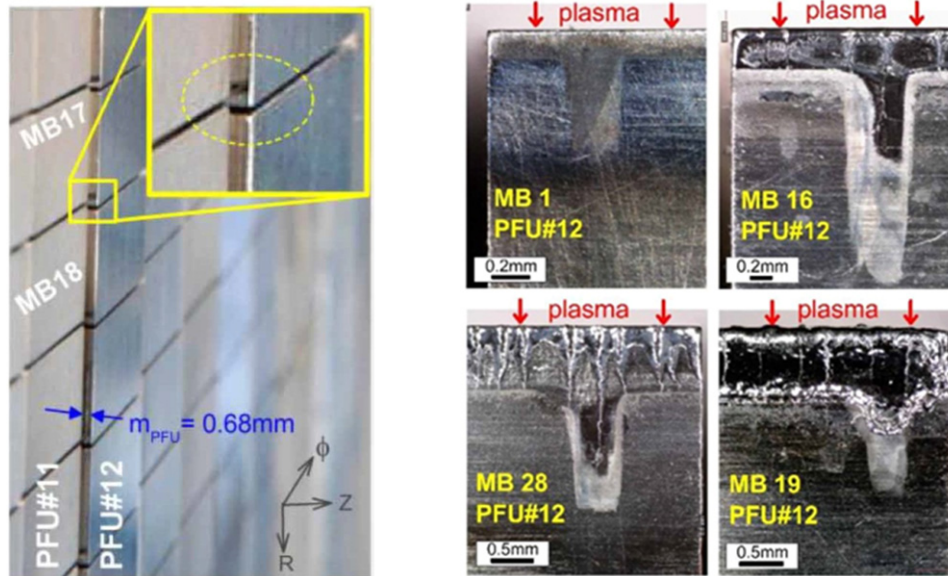 MB17
MB18
m_PFU = 0.68mm
PFU#11
PFU#12
ϕ
Z
R
plasma
MB 1
PFU#12
0.2mm
plasma
MB 16
PFU#12
0.2mm
plasma
MB 28
PFU#12
0.5mm
plasma
MB 19
PFU#12
0.5mm